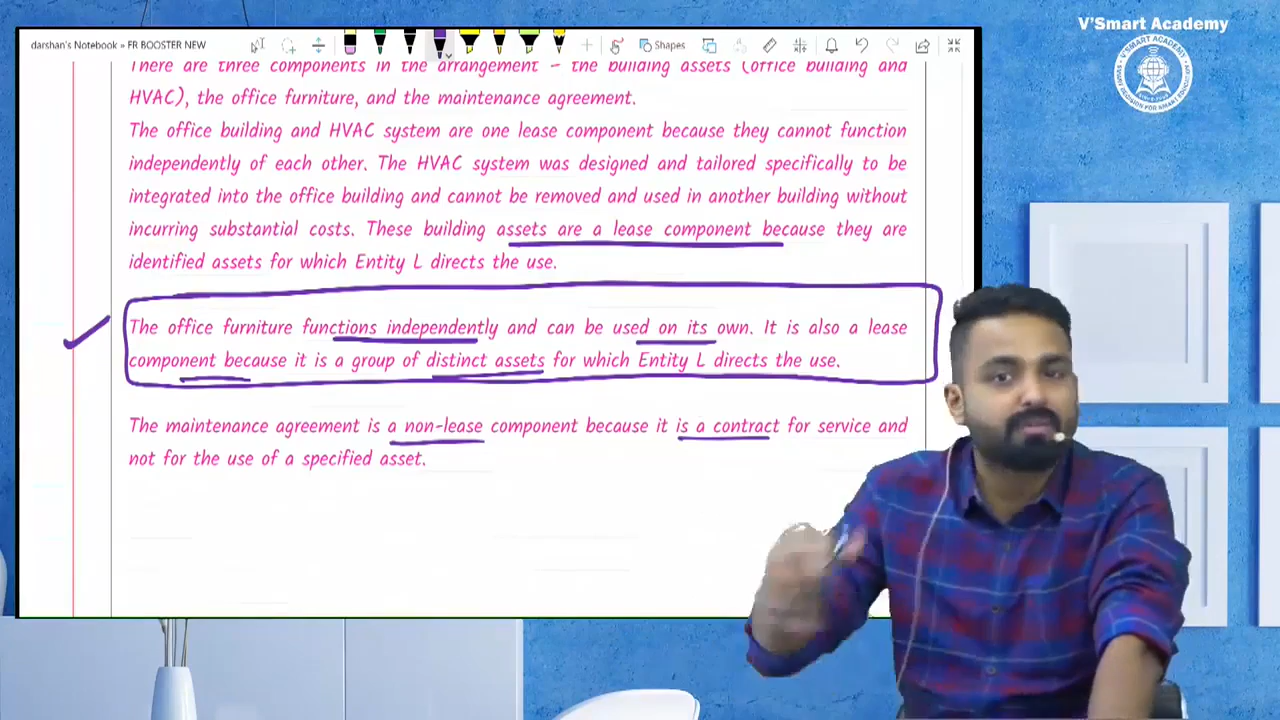 V'Smart Academy
darshan's Notebook » FR BOOSTER NEW
Shapes
There are three components in the arrangement – the building assets (office building and
HVAC), the office furniture, and the maintenance agreement.
The office building and HVAC system are one lease component because they cannot function
independently of each other. The HVAC system was designed and tailored specifically to be
integrated into the office building and cannot be removed and used in another building without
incurring substantial costs. These building assets are a lease component because they are
identified assets for which Entity L directs the use.
The office furniture functions independently and can be used on its own. It is also a lease
component because it is a group of distinct assets for which Entity L directs the use.
The maintenance agreement is a non-lease component because it is a contract for service and
not for the use of a specified asset.